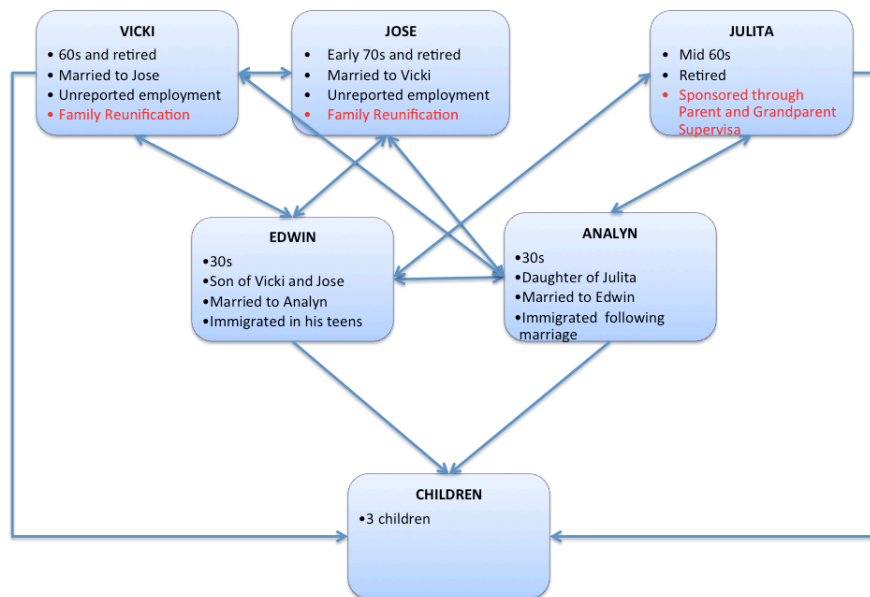 VICKI
• 60s and retired
• Married to Jose
• Unreported employment
• Family Reunification
JOSE
• Early 70s and retired
• Married to Vicki
• Unreported employment
• Family Reunification
JULITA
• Mid 60s
• Retired
• Sponsored through
Parent and Grandparent
Supervisa
EDWIN
•30s
•Son of Vicki and Jose
•Married to Analyn
•Immigrated in his teens
ANALYN
•30s
•Daughter of Julita
•Married to Edwin
•Immigrated following
marriage
CHILDREN
•3 children